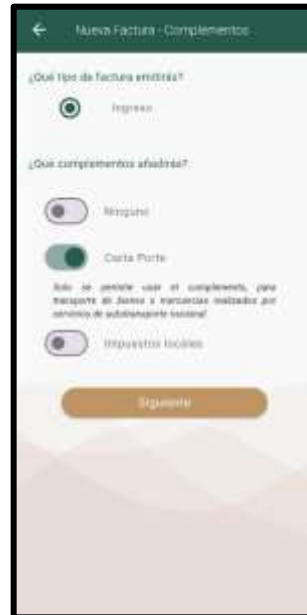 Nueva Factura - Complementos
¿Qué tipo de factura emitirás?
Ingreso
¿Qué complementos añadirás?
Ninguno
Carta Porte
Solo se permite usar el complemento, para
transporte de bienes o mercancías realizados por
servicios de autotransporte nacional
Impuestos locales
Siguiente